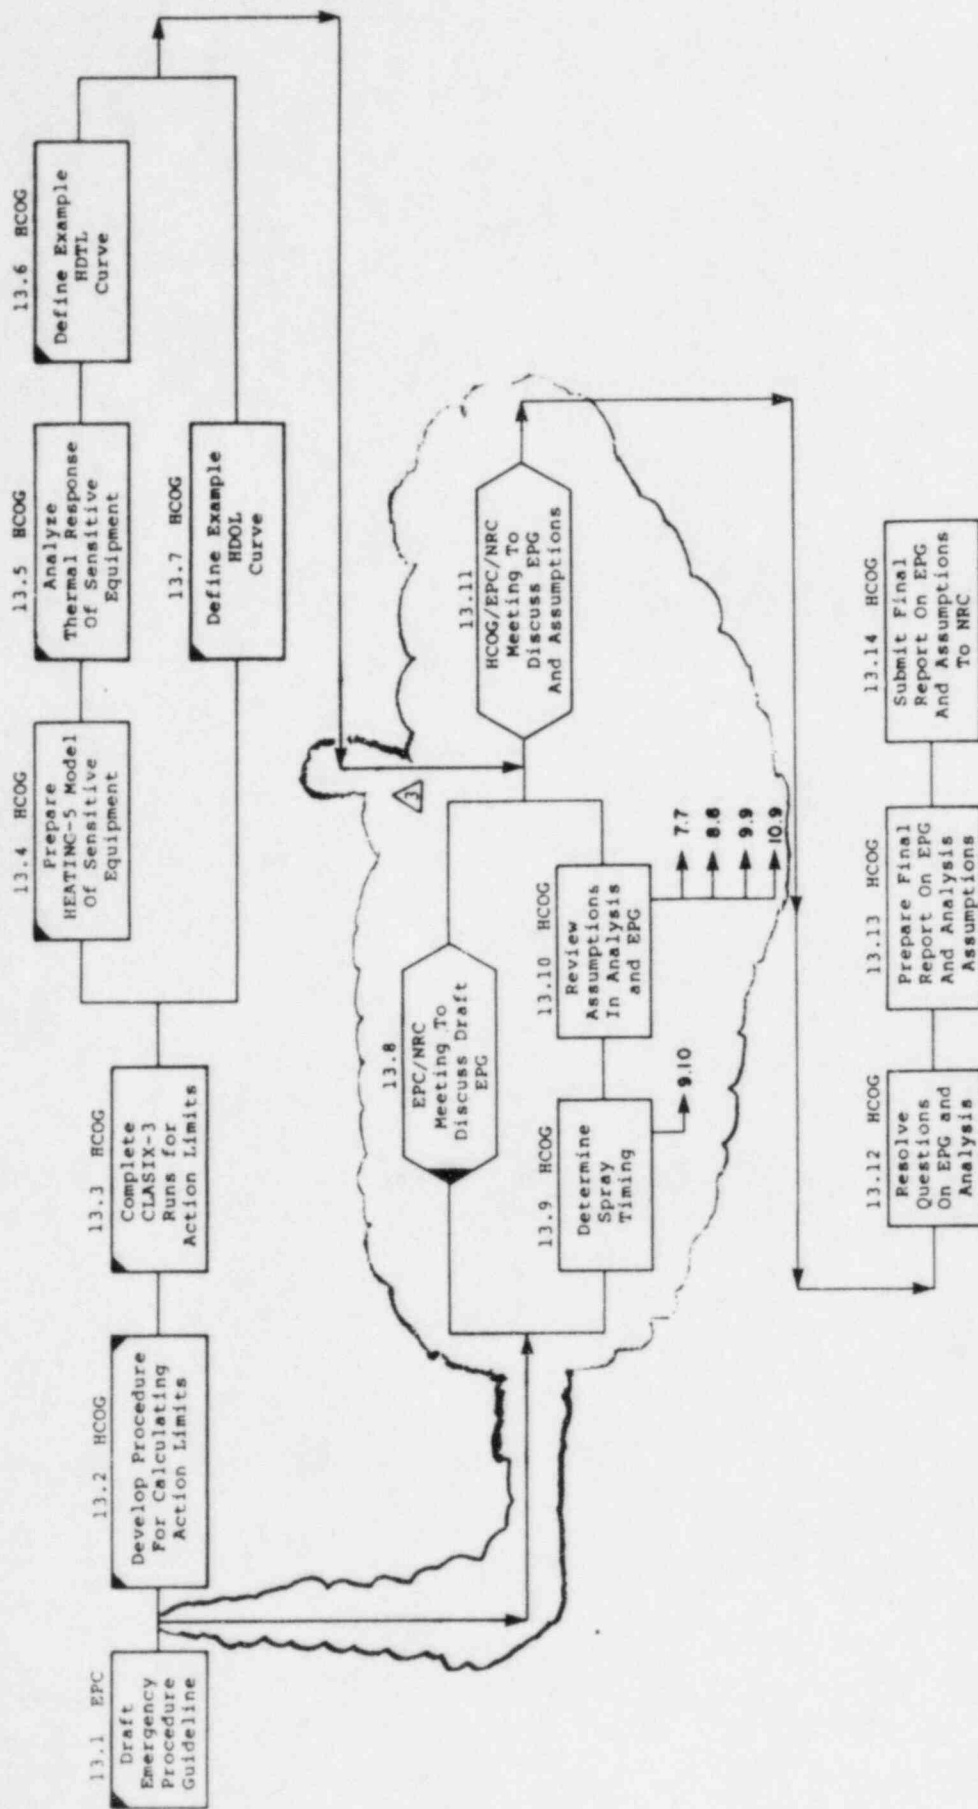 13.1 EPC
Draft
Emergency
Procedure
Guideline
13.2 HCOG
Develop Procedure
For Calculating
Action Limits
13.3 HCOG
Complete
CLASIX-3
Runs for
Action Limits
13.4 HCOG
Prepare
HEATING-5 Model
Of Sensitive
Equipment
13.5 HCOG
Analyze
Thermal Response
Of Sensitive
Equipment
13.6 HCOG
Define Example
HDTL
Curve
13.7 HCOG
Define Example
HDOL
Curve
13.8
EPC/NRC
Meeting To
Discuss Draft
EPG
13.9 HCOG
Determine
Spray
Timing
9.10
13.10 HCOG
Review
Assumptions
In Analysis
and EPG
7.7
8.8
9.9
10.9
3
13.11
HCOG/EPC/NRC
Meeting To
Discuss EPG
And Assumptions
13.12 HCOG
Resolve
Questions
On EPG and
Analysis
13.13 HCOG
Prepare Final
Report On EPG
And Analysis
Assumptions
13.14 HCOG
Submit Final
Report On EPG
And Assumptions
To NRC